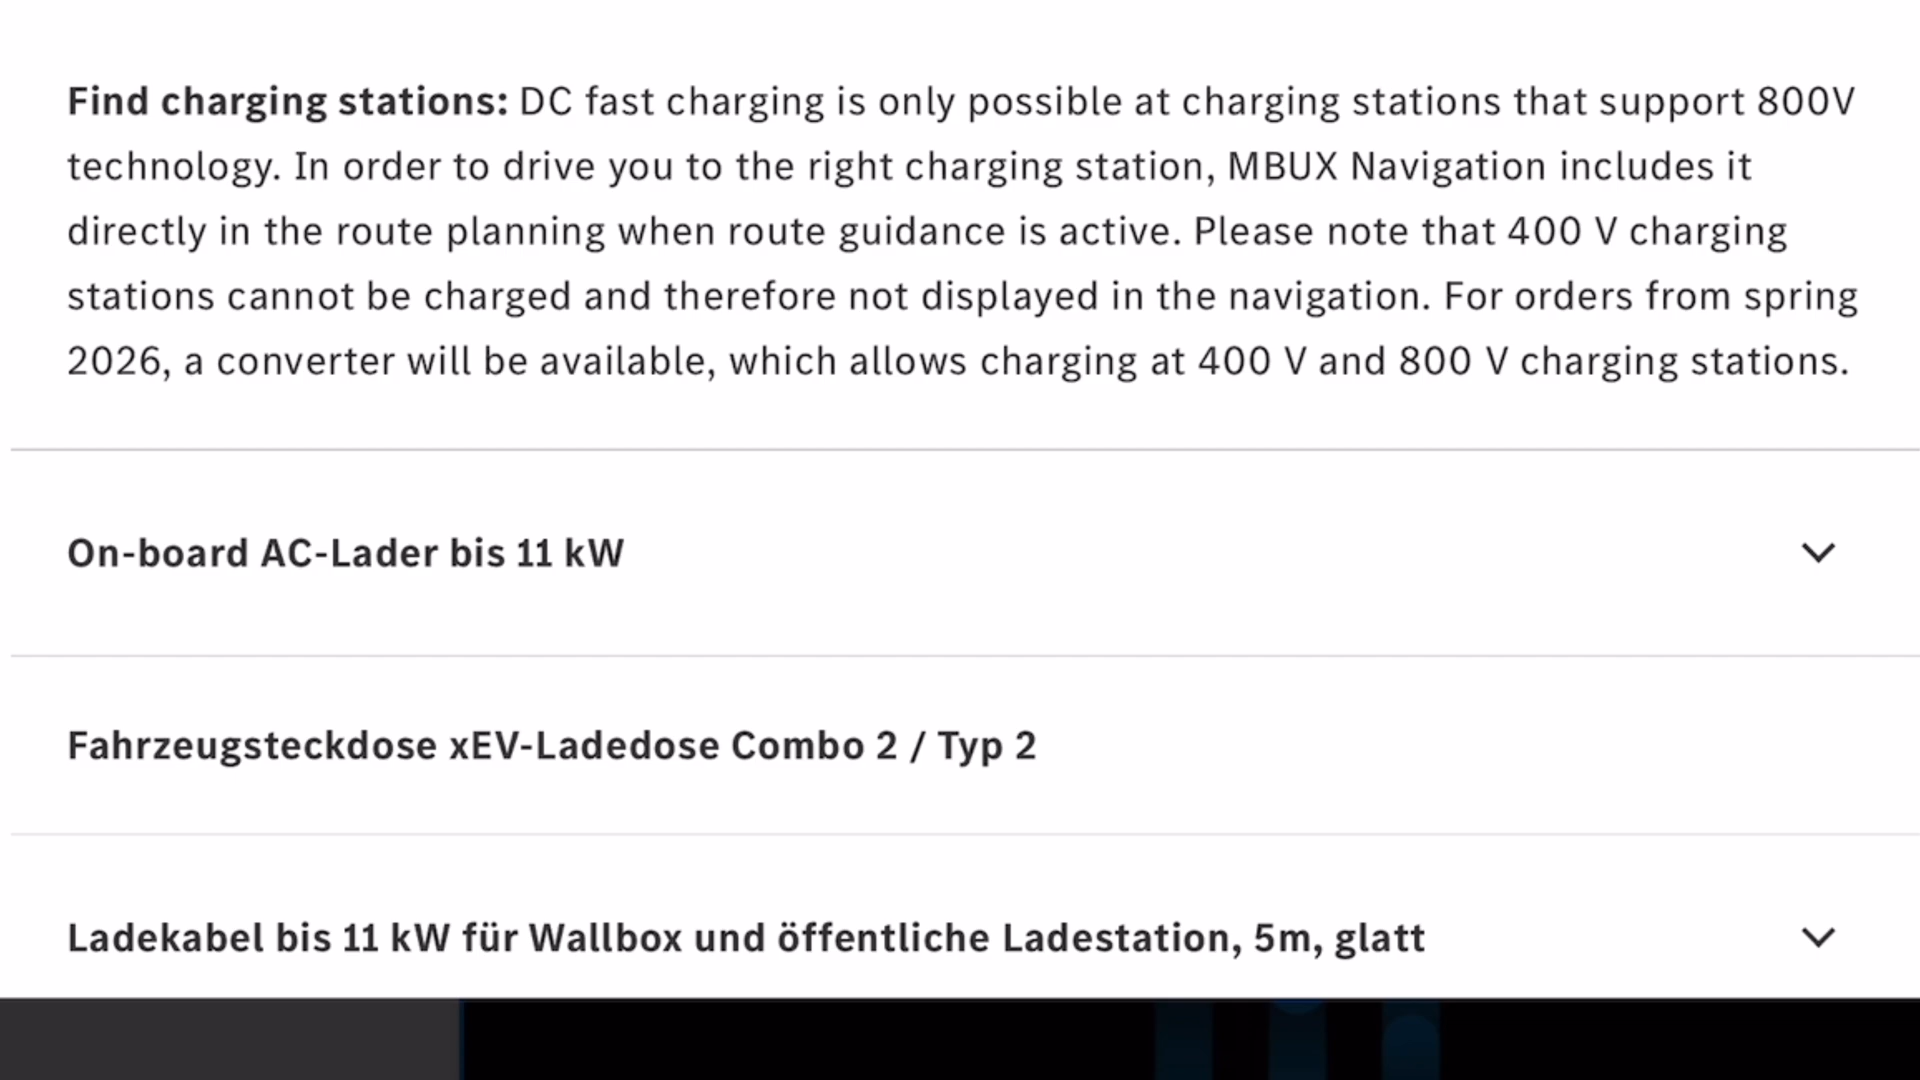 Find charging stations: DC fast charging is only possible at charging stations that support 800V
technology. In order to drive you to the right charging station, MBUX Navigation includes it
directly in the route planning when route guidance is active. Please note that 400 V charging
stations cannot be charged and therefore not displayed in the navigation. For orders from spring
2026, a converter will be available, which allows charging at 400 V and 800 V charging stations.
On-board AC-Lader bis 11 kW
Fahrzeugsteckdose xEV-Ladedose Combo 2 / Typ 2
Ladekabel bis 11 kW für Wallbox und öffentliche Ladestation, 5m, glatt